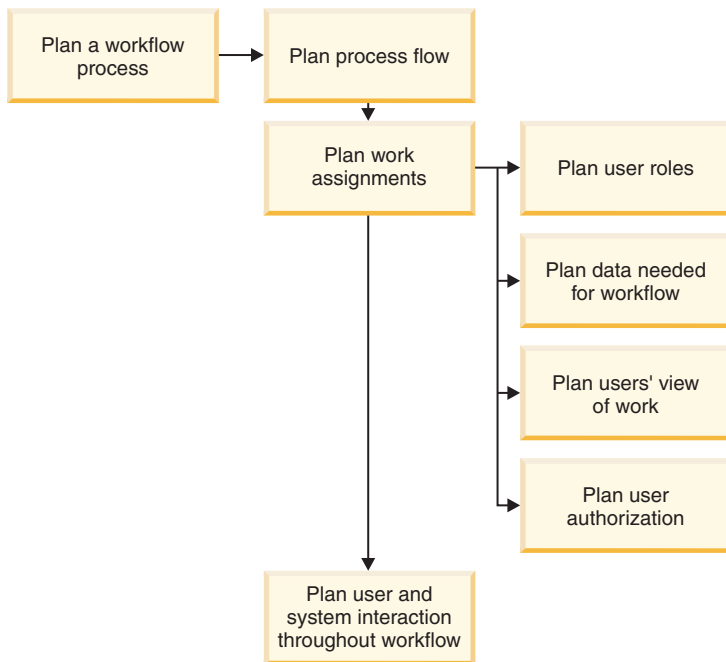 Plan a workflow
process
Plan process flow
Plan work
assignments
Plan user roles
Plan data needed
for workflow
Plan users' view
of work
Plan user
authorization
Plan user and
system interaction
throughout workflow